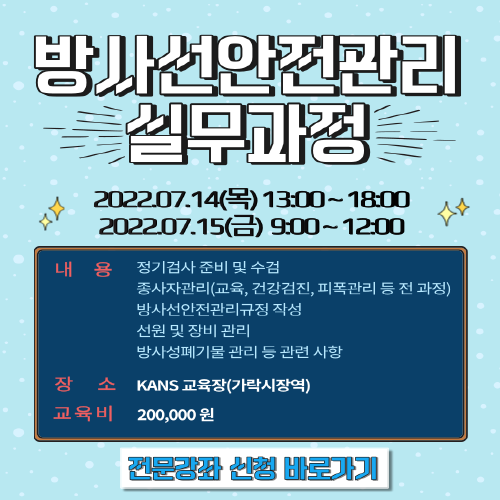 방사선안전관리
실무과정
2022.07.14(목) 13:00 ~ 18:00
2022.07.15(금) 9:00 ~ 12:00
내 용 정기검사 준비 및 수검
종사자관리(교육, 건강검진, 피폭관리 등 전 과정)
방사선안전관리규정 작성
선원 및 장비 관리
방사성폐기물 관리 등 관련 사항
장 소 KANS 교육장(가락시장역)
교육비 200,000 원
전문강좌 신청 바로가기